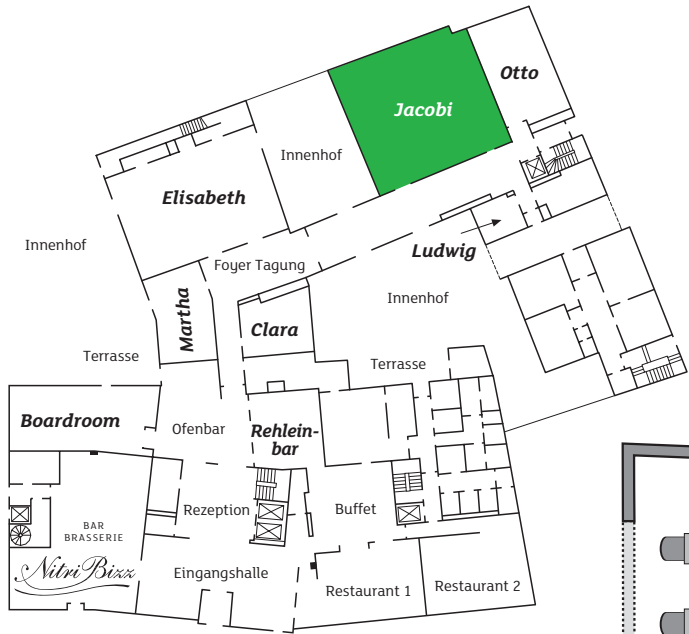 Otto
Jacobi
Innenhof
Elisabeth
Innenhof
Ludwig
Foyer Tagung
Innenhof
Martha
Clara
Terrasse
Terrasse
Boardroom
Ofenbar
Rehlein-
bar
Rezeption
Buffet
BAR
BRASSERIE
NitriBizz
Eingangshalle
Restaurant 1
Restaurant 2